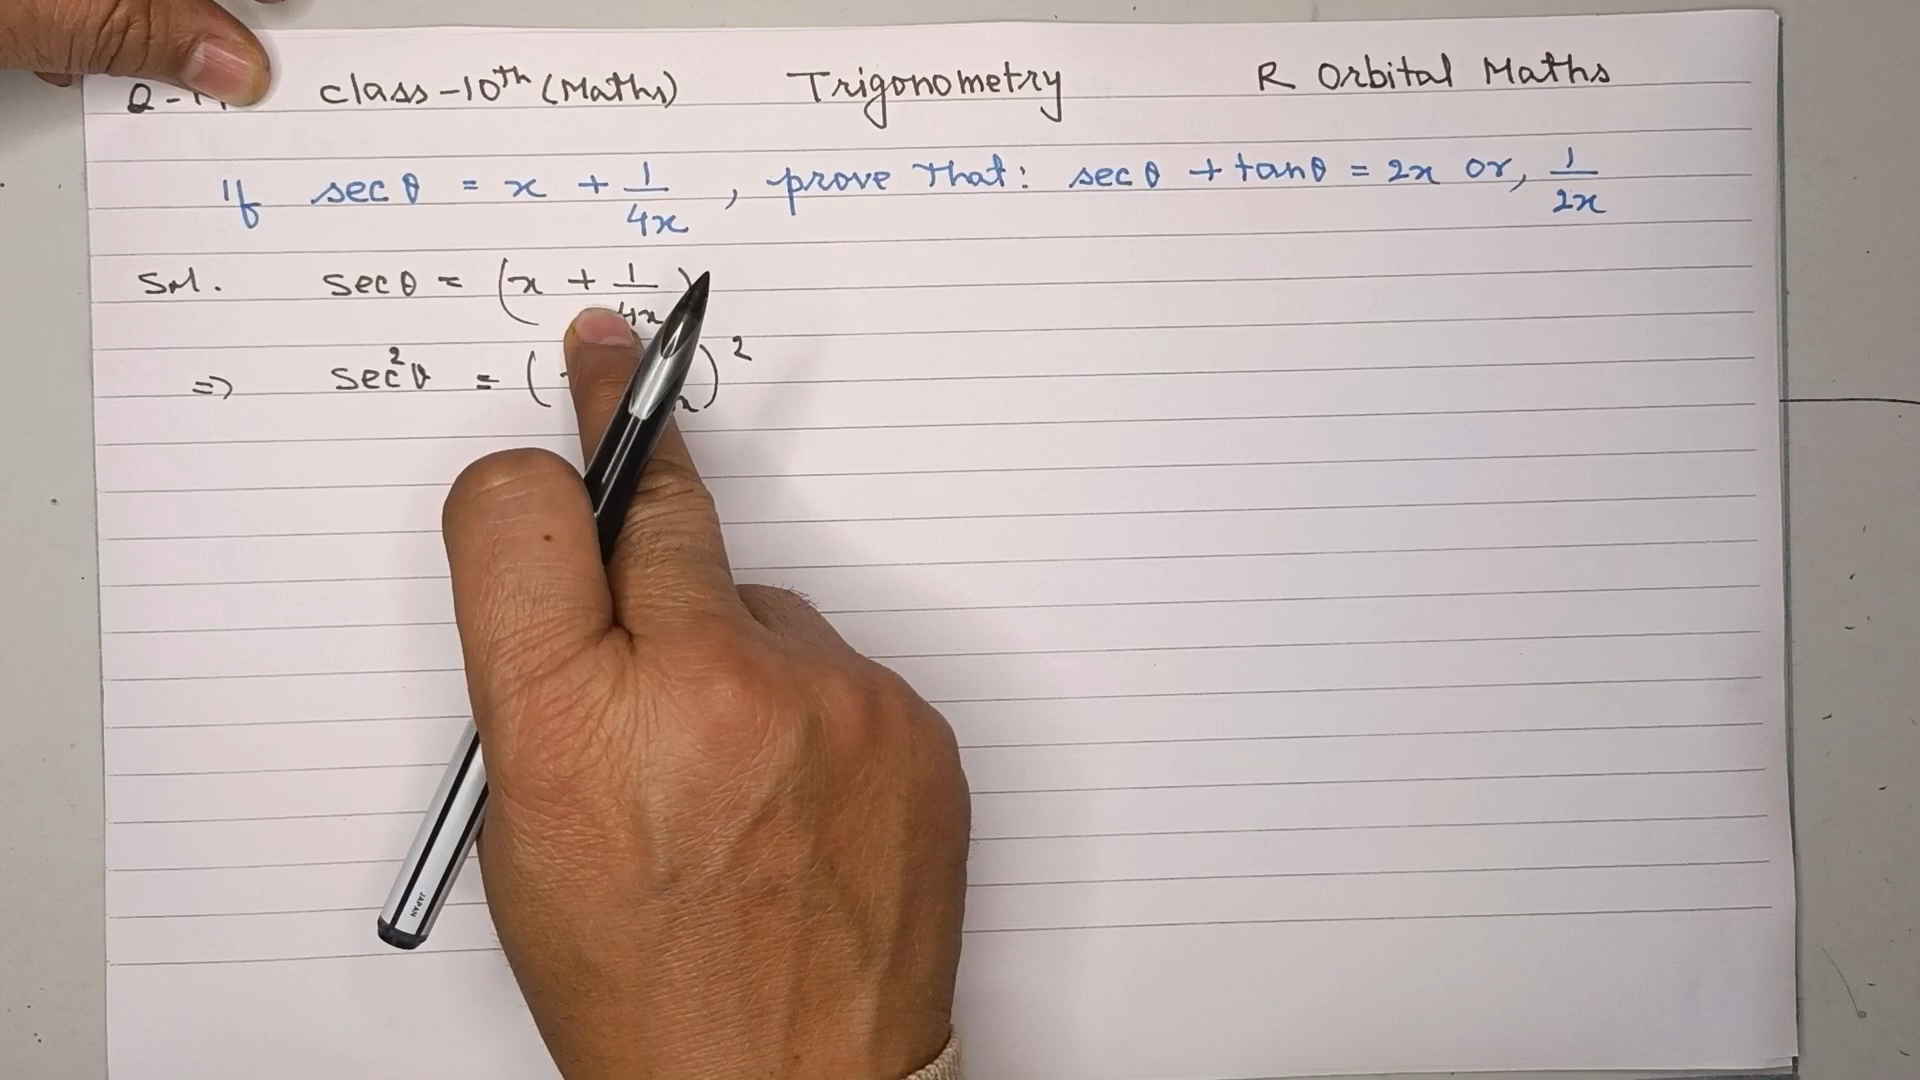 class-10th (Maths) Trigonometry R Orbital Maths
If sec θ = x + 1/4x , prove that: sec θ + tan θ = 2x or, 1/2x
Sol. sec θ = (x + 1/4x)
⇒ sec²θ = ( )²
JAPAN